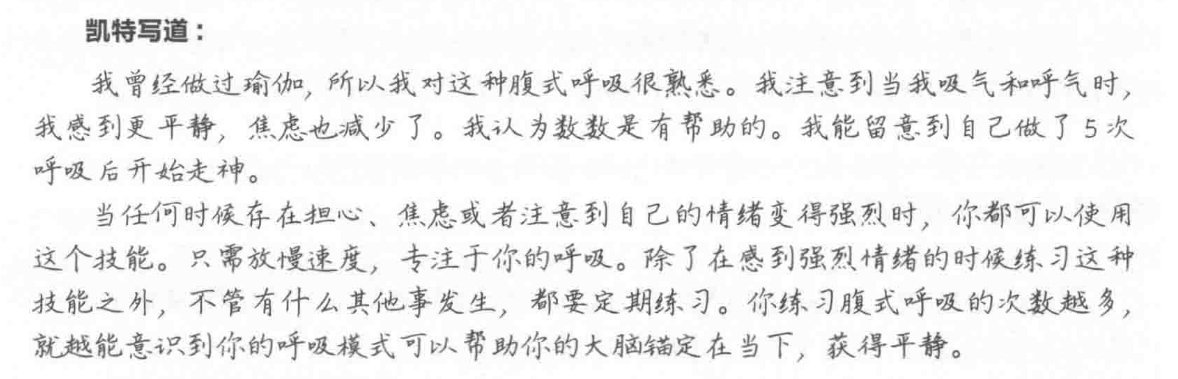 凯特写道：
我曾经做过瑜伽，所以我对这种腹式呼吸很熟悉。我注意到当我吸气和呼气时，
我感到更平静，焦虑也减少了。我认为数数是有帮助的。我能留意到自己做了5次
呼吸后开始走神。
当任何时候存在担心、焦虑或者注意到自己的情绪变得强烈时，你都可以使用
这个技能。只需放慢速度，专注于你的呼吸。除了在感到强烈情绪的时候练习这种
技能之外，不管有什么其他事发生，都要定期练习。你练习腹式呼吸的次数越多，
就越能意识到你的呼吸模式可以帮助你的大脑锚定在当下，获得平静。